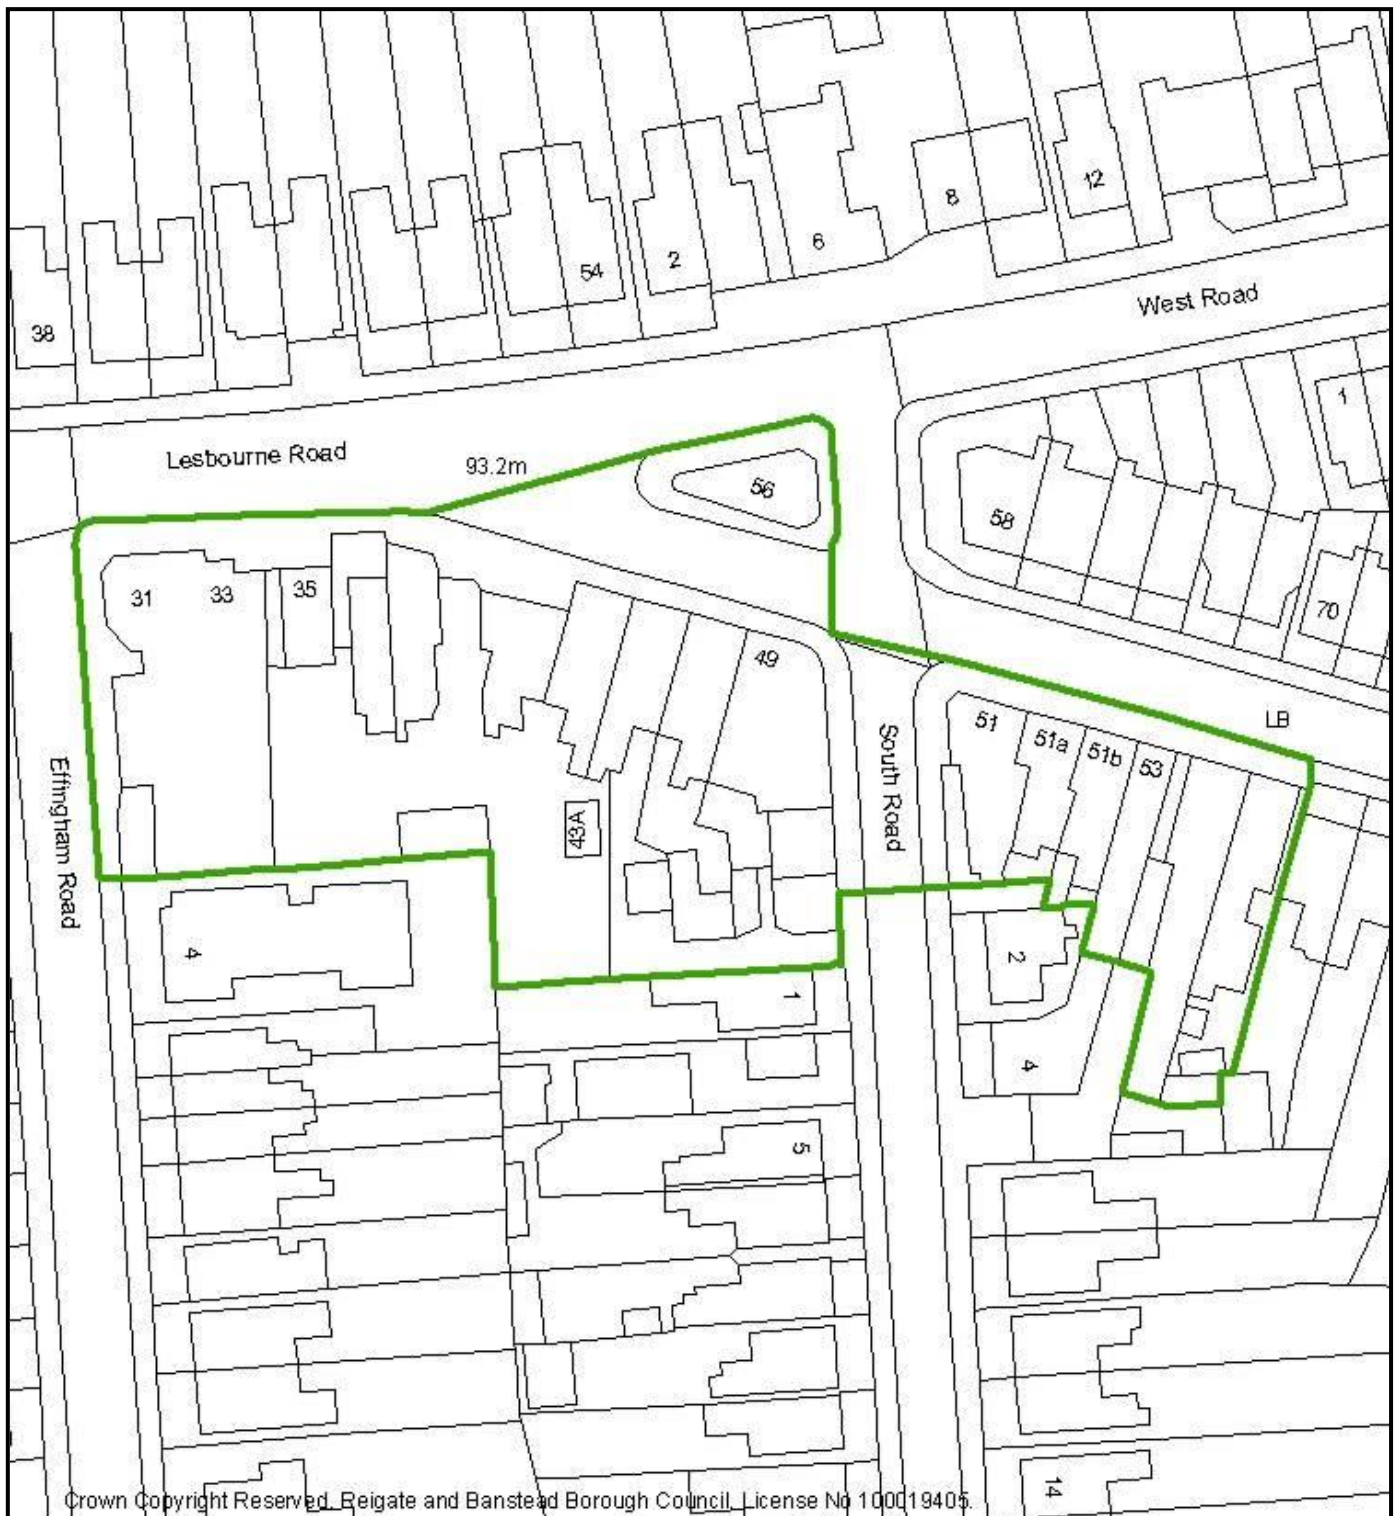 12
8
6
2
54
38
West Road
1
Lesbourne Road
93.2m
56
58
31
33
35
70
49
51
51a
51b
53
LB
South Road
Effingham Road
43A
4
2
1
4
5
14
Crown Copyright Reserved. Reigate and Banstead Borough Council. License No 100019405.